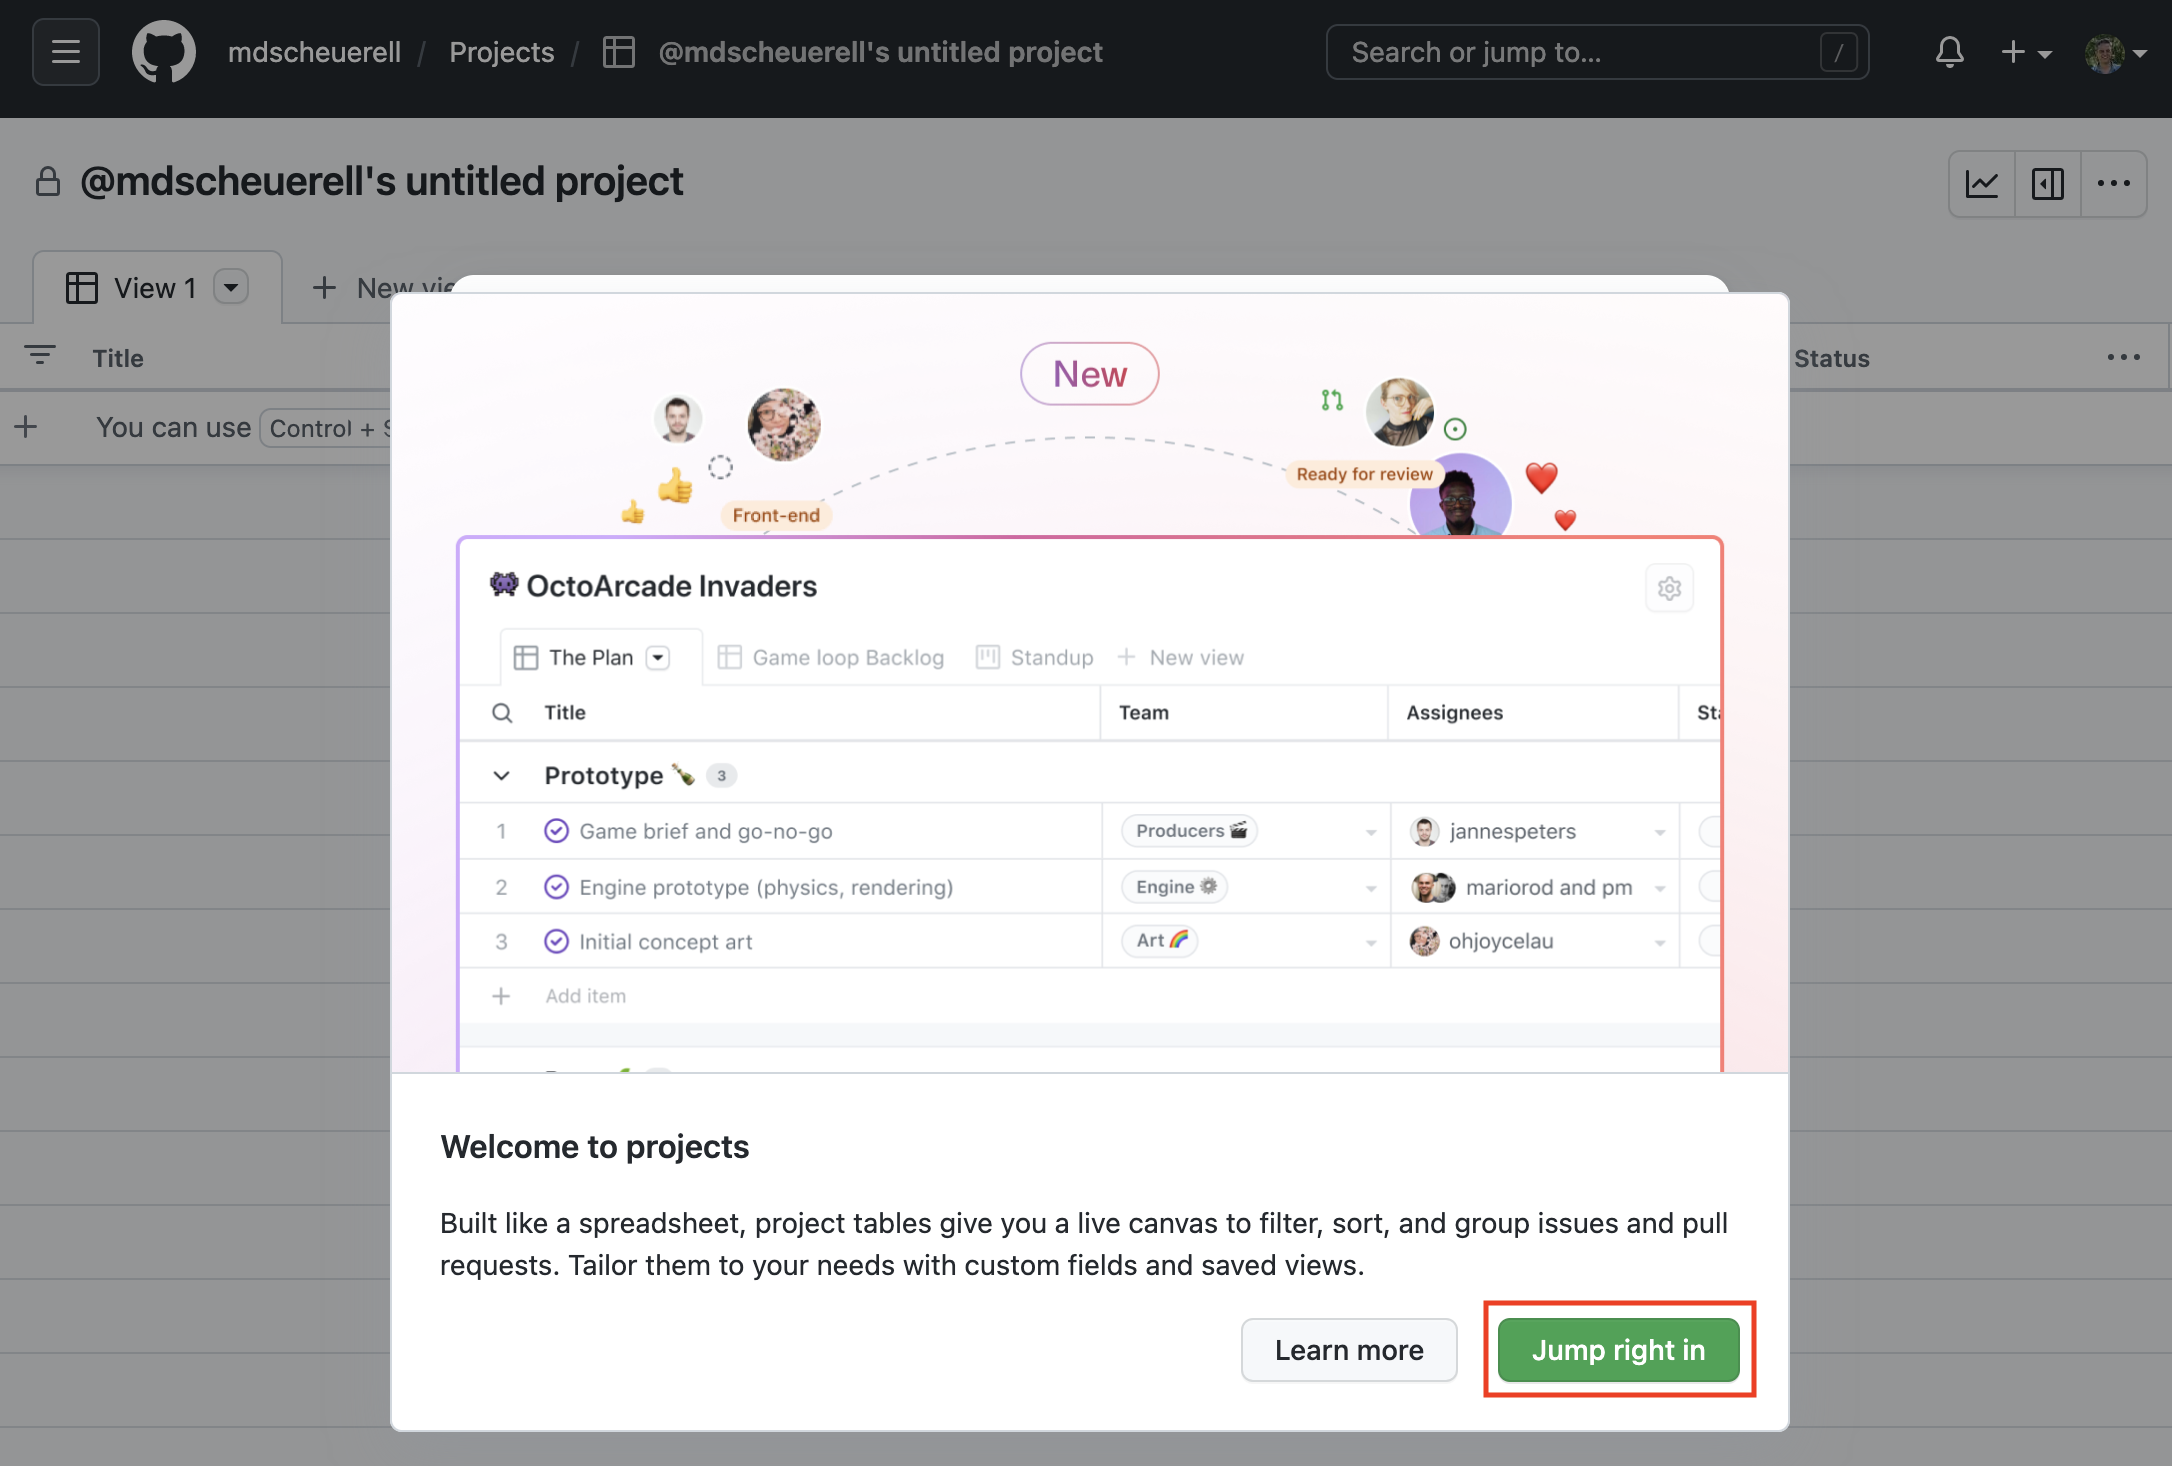 mdscheuerell / Projects / @mdscheuerell's untitled project
Search or jump to... /
@mdscheuerell's untitled project
View 1
New vie
Title
Status
You can use Control + S
New
Ready for review
Front-end
OctoArcade Invaders
The Plan Game loop Backlog Standup New view
Title Team Assignees Sta
Prototype 3
1 Game brief and go-no-go Producers jannespeters
2 Engine prototype (physics, rendering) Engine mariorod and pm
3 Initial concept art Art ohjoycelau
Add item
Welcome to projects
Built like a spreadsheet, project tables give you a live canvas to filter, sort, and group issues and pull
requests. Tailor them to your needs with custom fields and saved views.
Learn more Jump right in